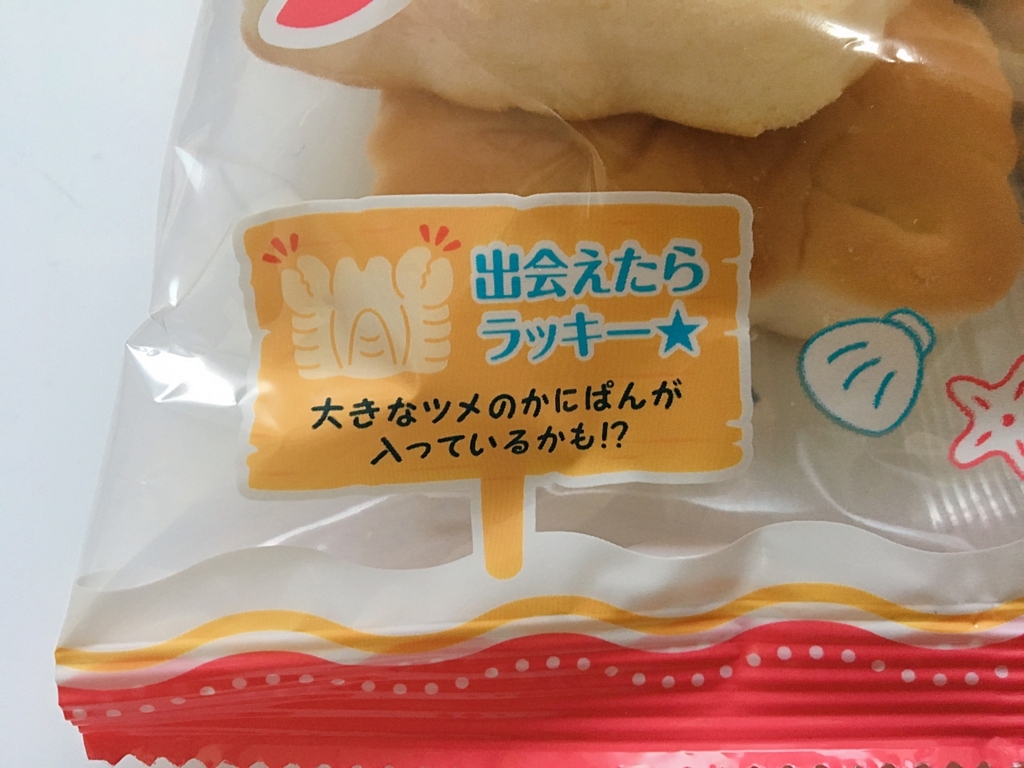 出会えたら
ラッキー★
大きなツメのかにぱんが
入っているかも!?